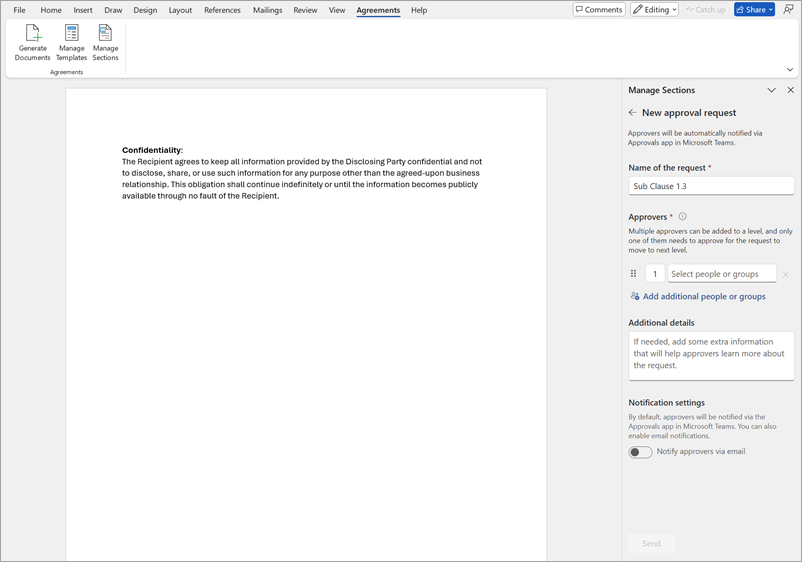 File Home Insert Draw Design Layout References Mailings Review View Agreements Help Comments Editing Catch up Share
Generate Documents
Manage Templates
Manage Sections
Agreements
Confidentiality:
The Recipient agrees to keep all information provided by the Disclosing Party confidential and not
to disclose, share, or use such information for any purpose other than the agreed-upon business
relationship. This obligation shall continue indefinitely or until the information becomes publicly
available through no fault of the Recipient.
Manage Sections
New approval request
Approvers will be automatically notified via
Approvals app in Microsoft Teams.
Name of the request *
Sub Clause 1.3
Approvers *
Multiple approvers can be added to a level, and only
one of them needs to approve for the request to
move to next level.
1 Select people or groups
Add additional people or groups
Additional details
If needed, add some extra information
that will help approvers learn more about
the request.
Notification settings
By default, approvers will be notified via the
Approvals app in Microsoft Teams. You can also
enable email notifications.
Notify approvers via email
Send